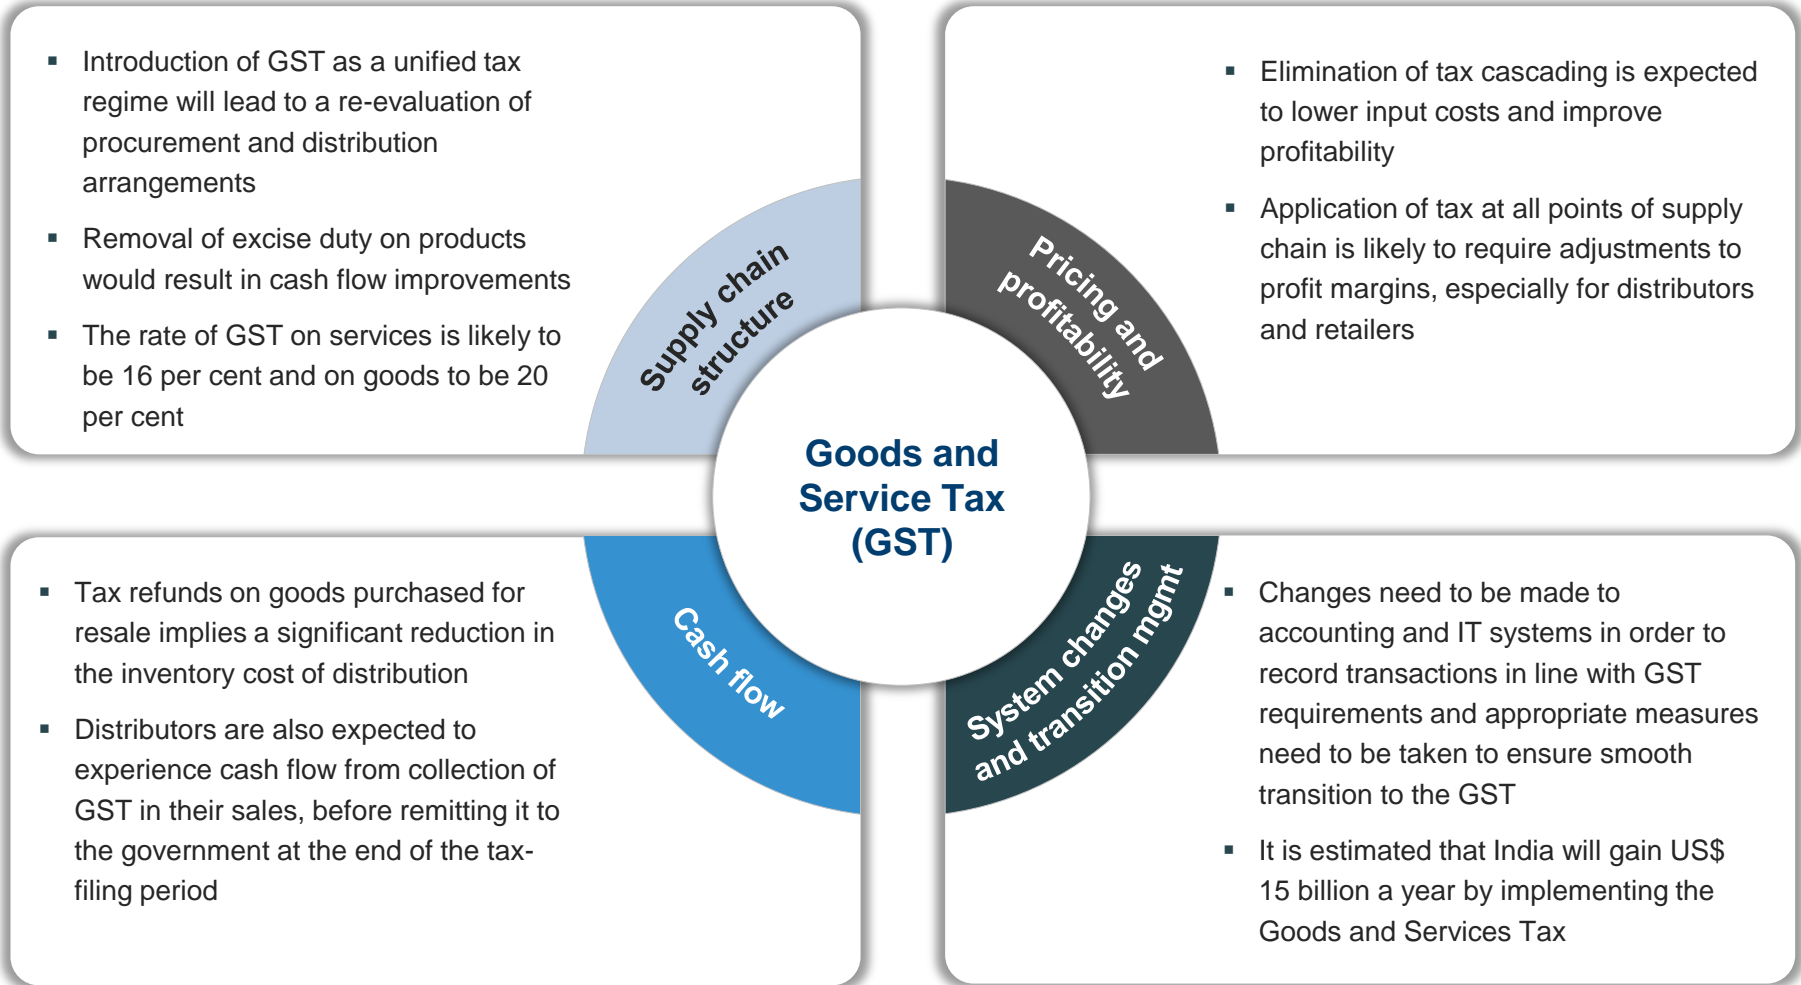 ▪ Introduction of GST as a unified tax
regime will lead to a re-evaluation of
procurement and distribution
arrangements
▪ Removal of excise duty on products
would result in cash flow improvements
▪ The rate of GST on services is likely to
be 16 per cent and on goods to be 20
per cent
Supply chain
structure
▪ Elimination of tax cascading is expected
to lower input costs and improve
profitability
▪ Application of tax at all points of supply
chain is likely to require adjustments to
profit margins, especially for distributors
and retailers
Pricing and
profitability
Goods and
Service Tax
(GST)
▪ Tax refunds on goods purchased for
resale implies a significant reduction in
the inventory cost of distribution
▪ Distributors are also expected to
experience cash flow from collection of
GST in their sales, before remitting it to
the government at the end of the tax-
filing period
Cash flow
System changes
and transition mgmt
▪ Changes need to be made to
accounting and IT systems in order to
record transactions in line with GST
requirements and appropriate measures
need to be taken to ensure smooth
transition to the GST
▪ It is estimated that India will gain US$
15 billion a year by implementing the
Goods and Services Tax